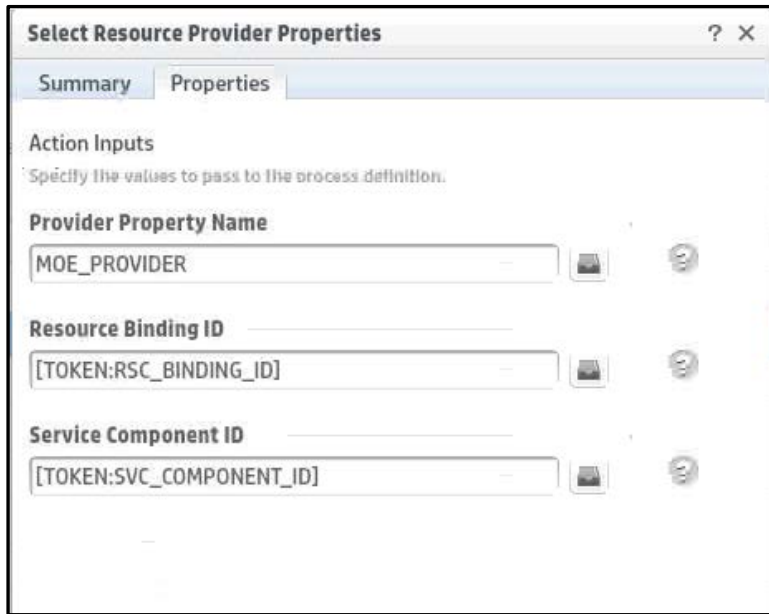 Select Resource Provider Properties ? ×
Summary Properties
Action Inputs
Specify the values to pass to the process definition.
Provider Property Name
MOE_PROVIDER
Resource Binding ID
[TOKEN:RSC_BINDING_ID]
Service Component ID
[TOKEN:SVC_COMPONENT_ID]